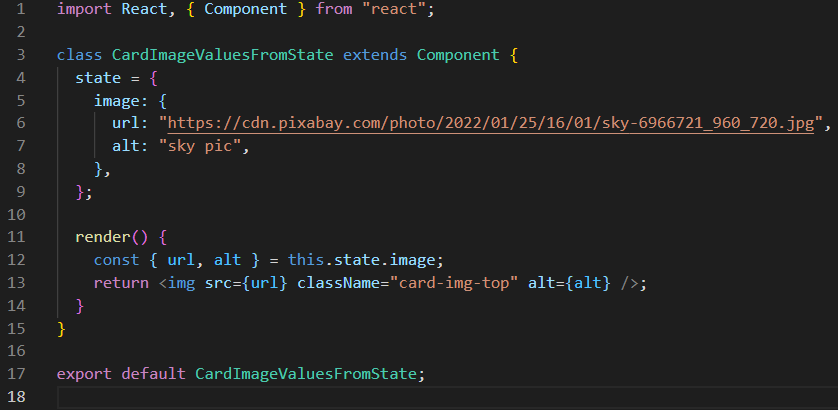 1 import React, { Component } from "react";
2
3 class CardImageValuesFromState extends Component {
4   state = {
5     image: {
6       url: "https://cdn.pixabay.com/photo/2022/01/25/16/01/sky-6966721_960_720.jpg",
7       alt: "sky pic",
8     },
9   };
10
11   render() {
12     const { url, alt } = this.state.image;
13     return <img src={url} className="card-img-top" alt={alt} />;
14   }
15 }
16
17 export default CardImageValuesFromState;
18